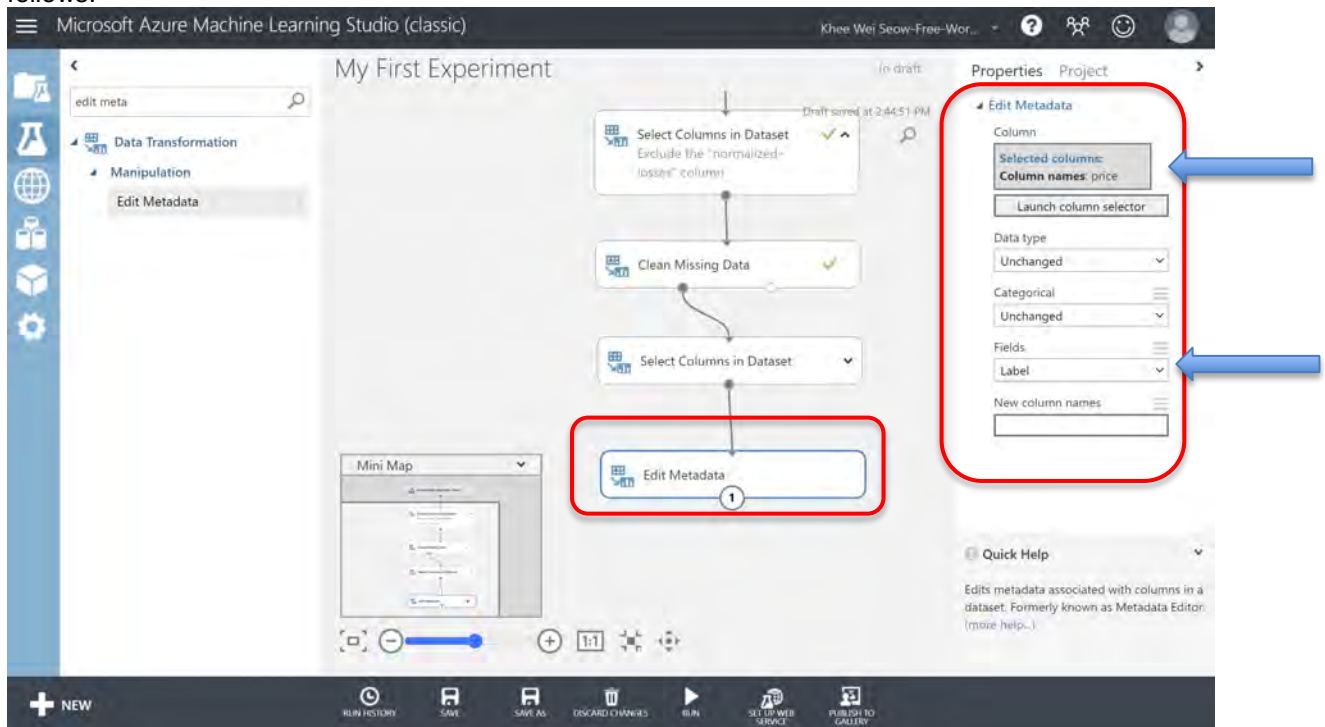 Microsoft Azure Machine Learning Studio (classic)
Khee Wei Seow-Free-Wor...
?
edit meta
Data Transformation
Manipulation
Edit Metadata
My First Experiment
In draft
Draft saved at 2:44:51 PM
Select Columns in Dataset
Exclude the "normalized-
losses" column
Clean Missing Data
Select Columns in Dataset
Edit Metadata
1
Mini Map
1:1
Properties Project
Edit Metadata
Column
Selected columns:
Column names: price
Launch column selector
Data type
Unchanged
Categorical
Unchanged
Fields
Label
New column names
Quick Help
Edits metadata associated with columns in a
dataset. Formerly known as Metadata Editor.
(more help...)
NEW
RUN HISTORY
SAVE
SAVE AS
DISCARD CHANGES
RUN
SET UP WEB
SERVICE
PUBLISH TO
GALLERY